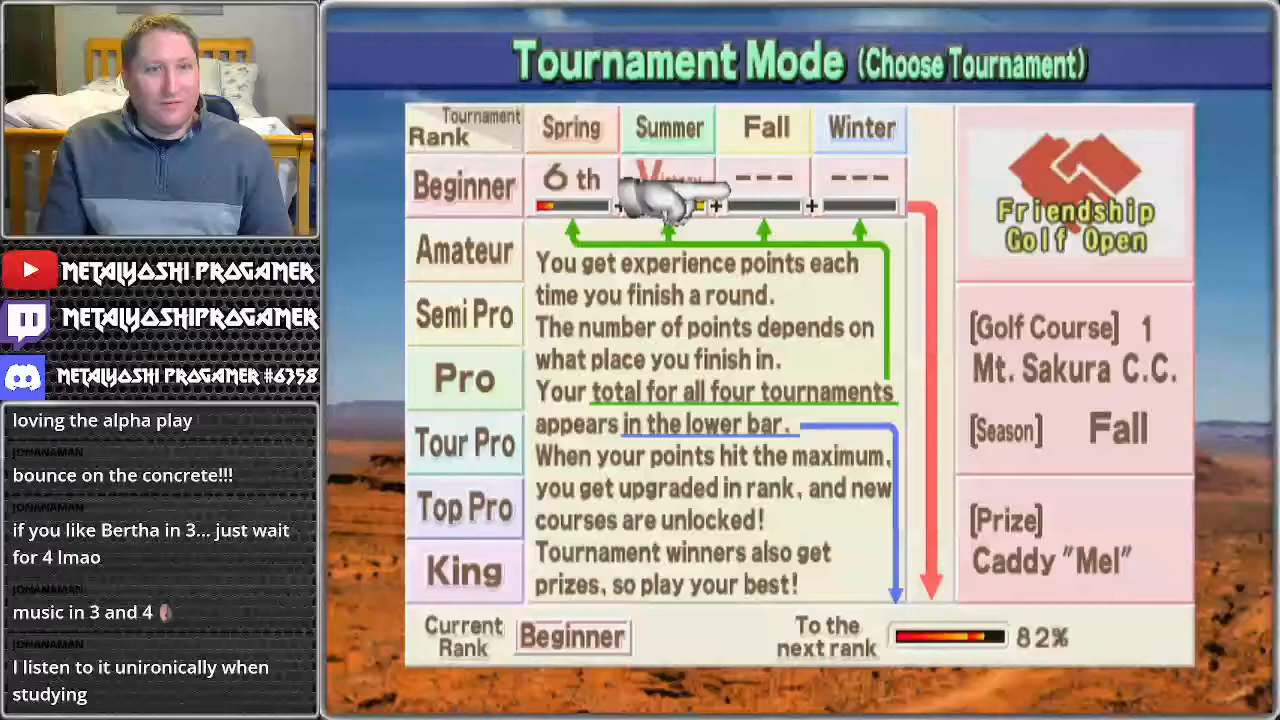 Tournament Mode (Choose Tournament)
Tournament
Rank
Spring
Summer
Fall
Winter
Beginner
6 th
---
---
+
+
Amateur
Semi Pro
Pro
Tour Pro
Top Pro
King
You get experience points each
time you finish a round.
The number of points depends on
what place you finish in.
Your total for all four tournaments
appears in the lower bar.
When your points hit the maximum,
you get upgraded in rank, and new
courses are unlocked!
Tournament winners also get
prizes, so play your best!
Friendship
Golf Open
[Golf Course] 1
Mt. Sakura C.C.
[Season] Fall
[Prize]
Caddy "Mel"
Current
Rank
Beginner
To the
next rank
82%
METALYOSHI PROGAMER
METALYOSHIPROGAMER
METALYOSHI PROGAMER #6358
loving the alpha play
JOHANAMAN
bounce on the concrete!!!
JOHANAMAN
if you like Bertha in 3... just wait
for 4 lmao
JOHANAMAN
music in 3 and 4
JOHANAMAN
I listen to it unironically when
studying